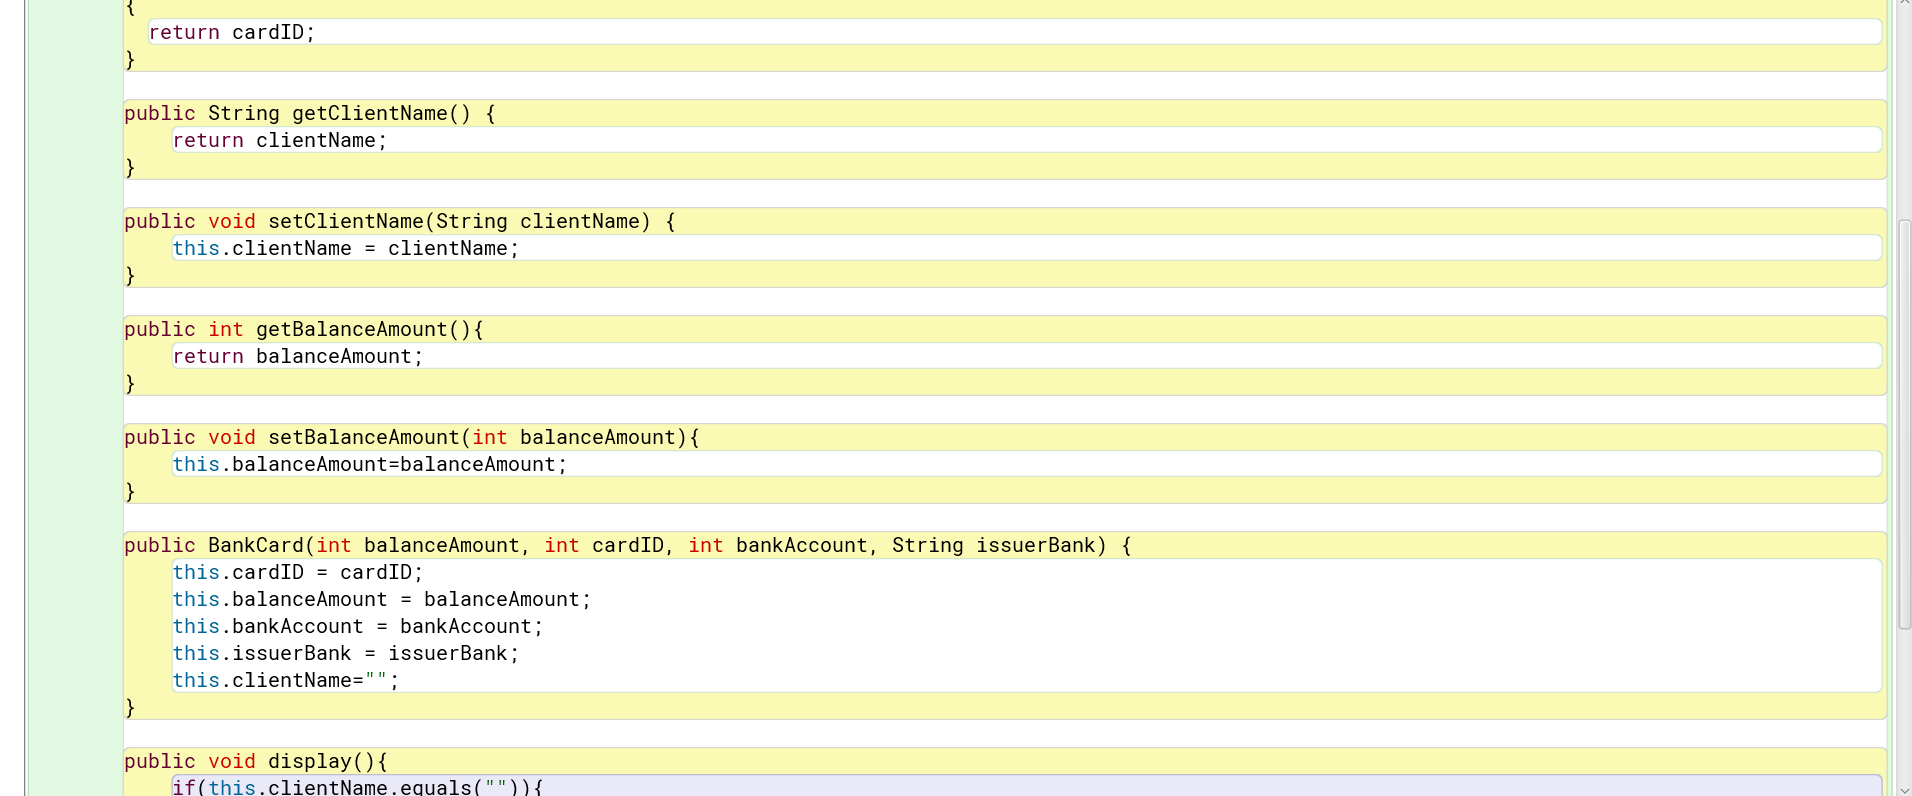 {
return cardID;
}
public String getClientName() {
return clientName;
}
public void setClientName(String clientName) {
this.clientName = clientName;
}
public int getBalanceAmount(){
return balanceAmount;
}
public void setBalanceAmount(int balanceAmount){
this.balanceAmount=balanceAmount;
}
public BankCard(int balanceAmount, int cardID, int bankAccount, String issuerBank) {
this.cardID = cardID;
this.balanceAmount = balanceAmount;
this.bankAccount = bankAccount;
this.issuerBank = issuerBank;
this.clientName="";
}
public void display(){
if(this.clientName.equals("")){